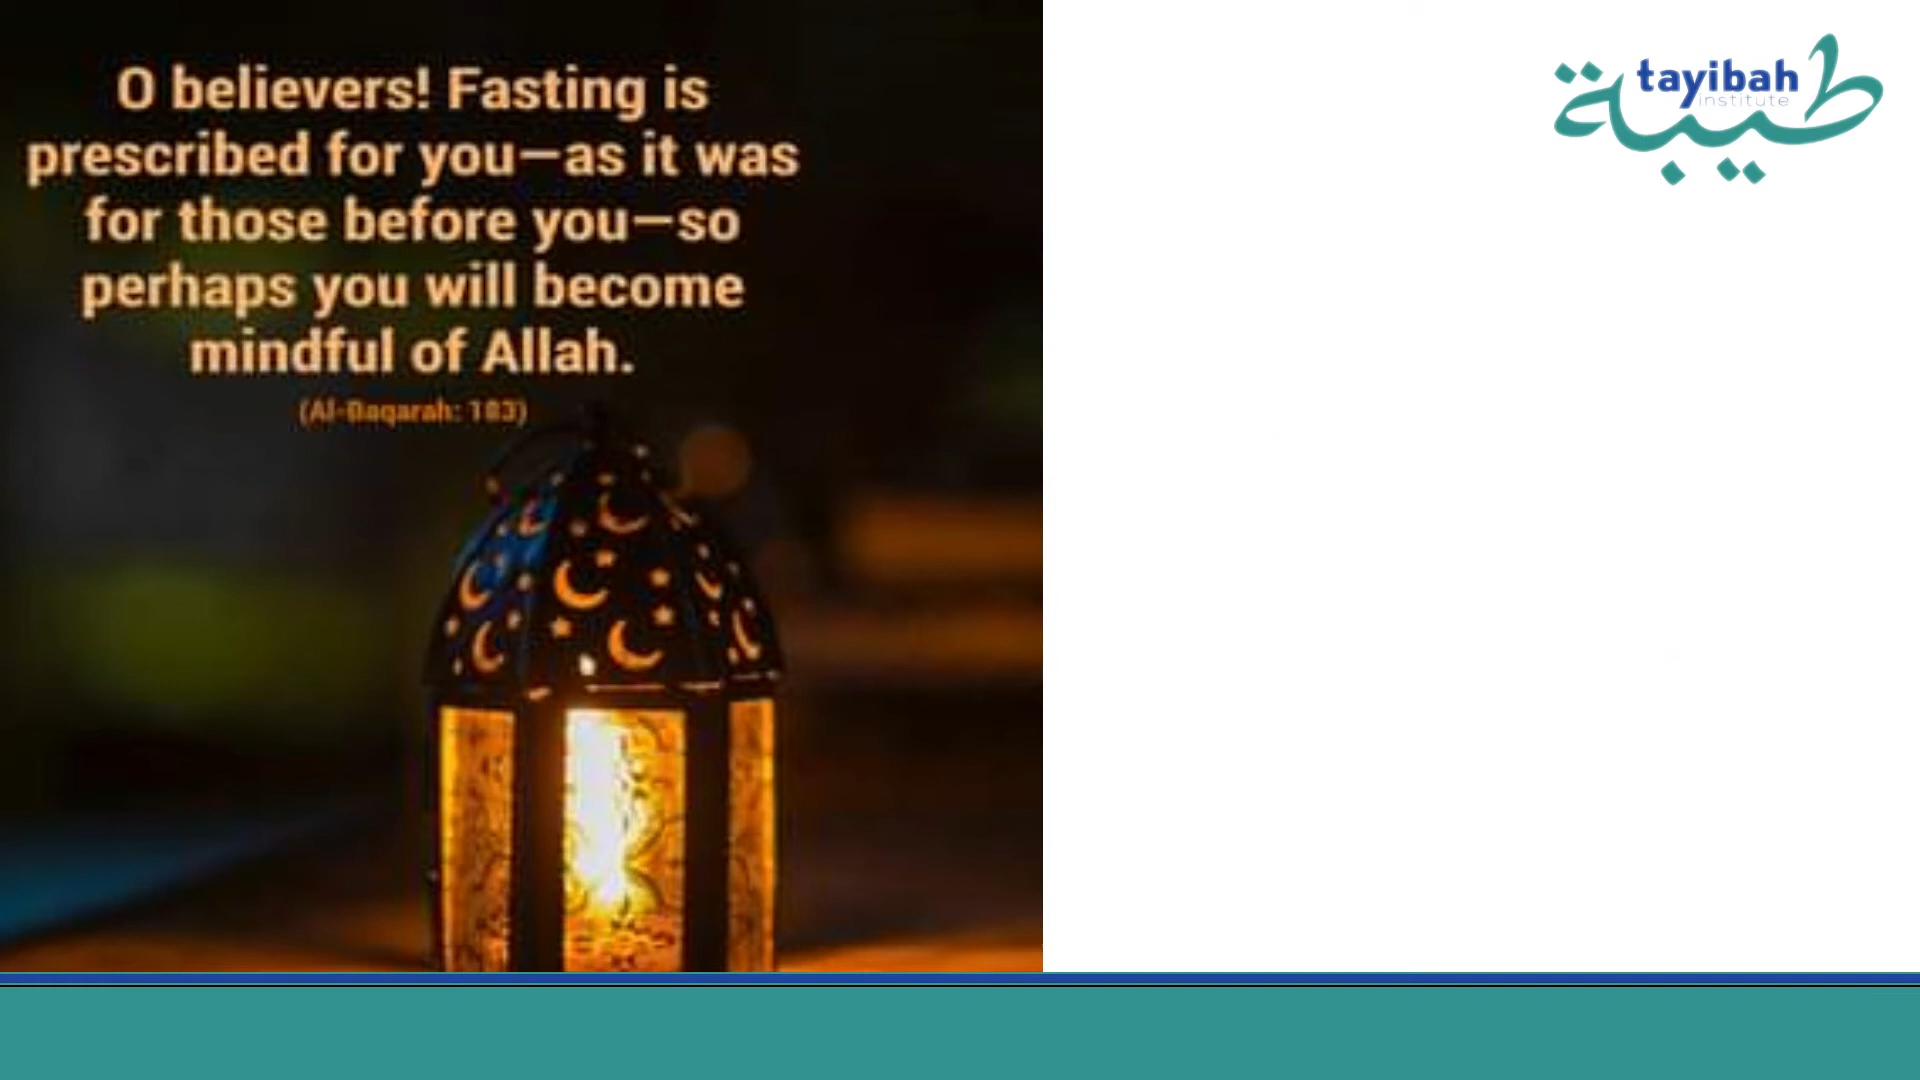 O believers! Fasting is
prescribed for you—as it was
for those before you—so
perhaps you will become
mindful of Allah.
(Al-Baqarah: 183)
طيبة
tayibah
institute